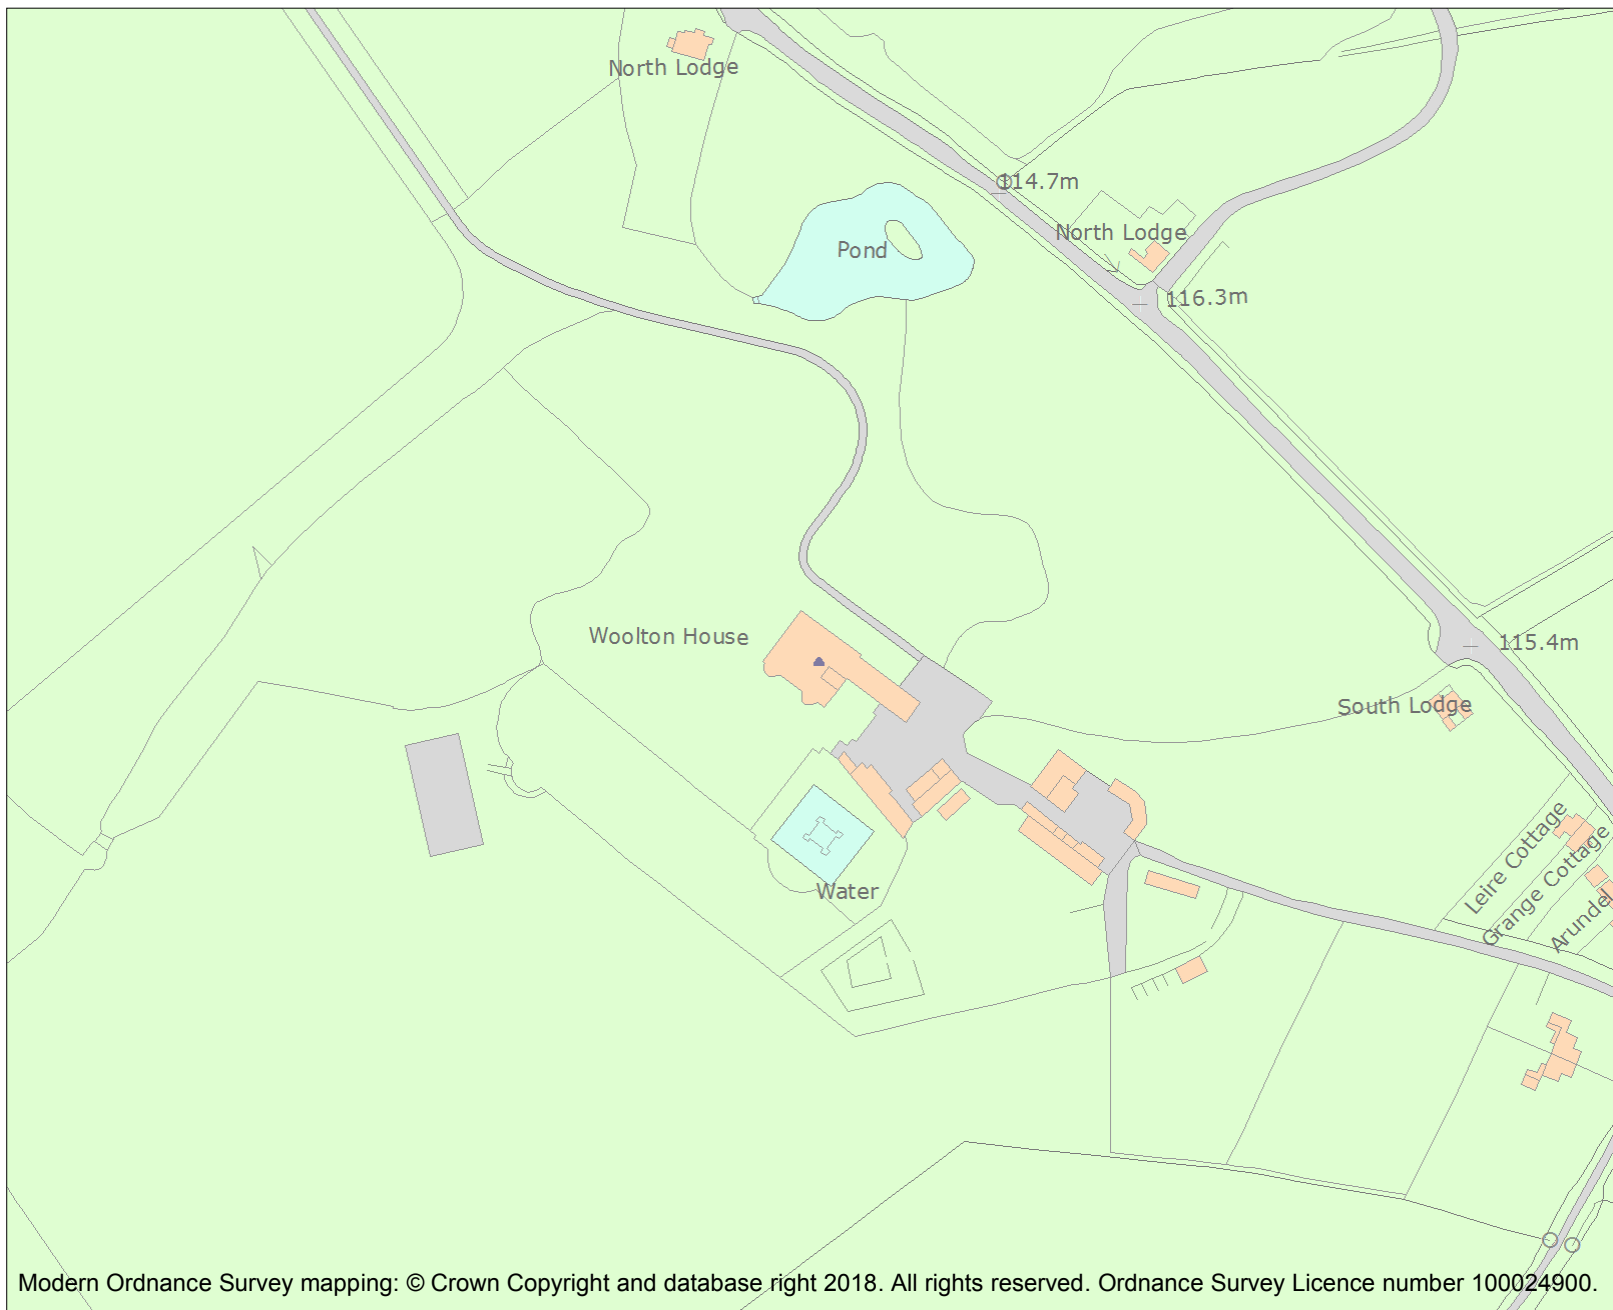 North Lodge
114.7m
North Lodge
Pond
116.3m
Woolton House
115.4m
South Lodge
Leire Cottage
Grange Cottage
Arundel
Water
Modern Ordnance Survey mapping: © Crown Copyright and database right 2018. All rights reserved. Ordnance Survey Licence number 100024900.